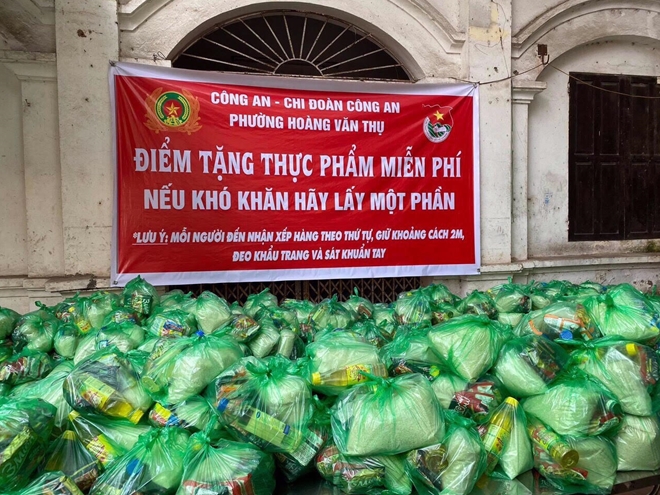 CÔNG AN - CHI ĐOÀN CÔNG AN
PHƯỜNG HOÀNG VĂN THỤ
ĐIỂM TẶNG THỰC PHẨM MIỄN PHÍ
NẾU KHÓ KHĂN HÃY LẤY MỘT PHẦN
*LƯU Ý: MỖI NGƯỜI ĐẾN NHẬN XẾP HÀNG THEO THỨ TỰ, GIỮ KHOẢNG CÁCH 2M,
ĐEO KHẨU TRANG VÀ SÁT KHUẨN TAY